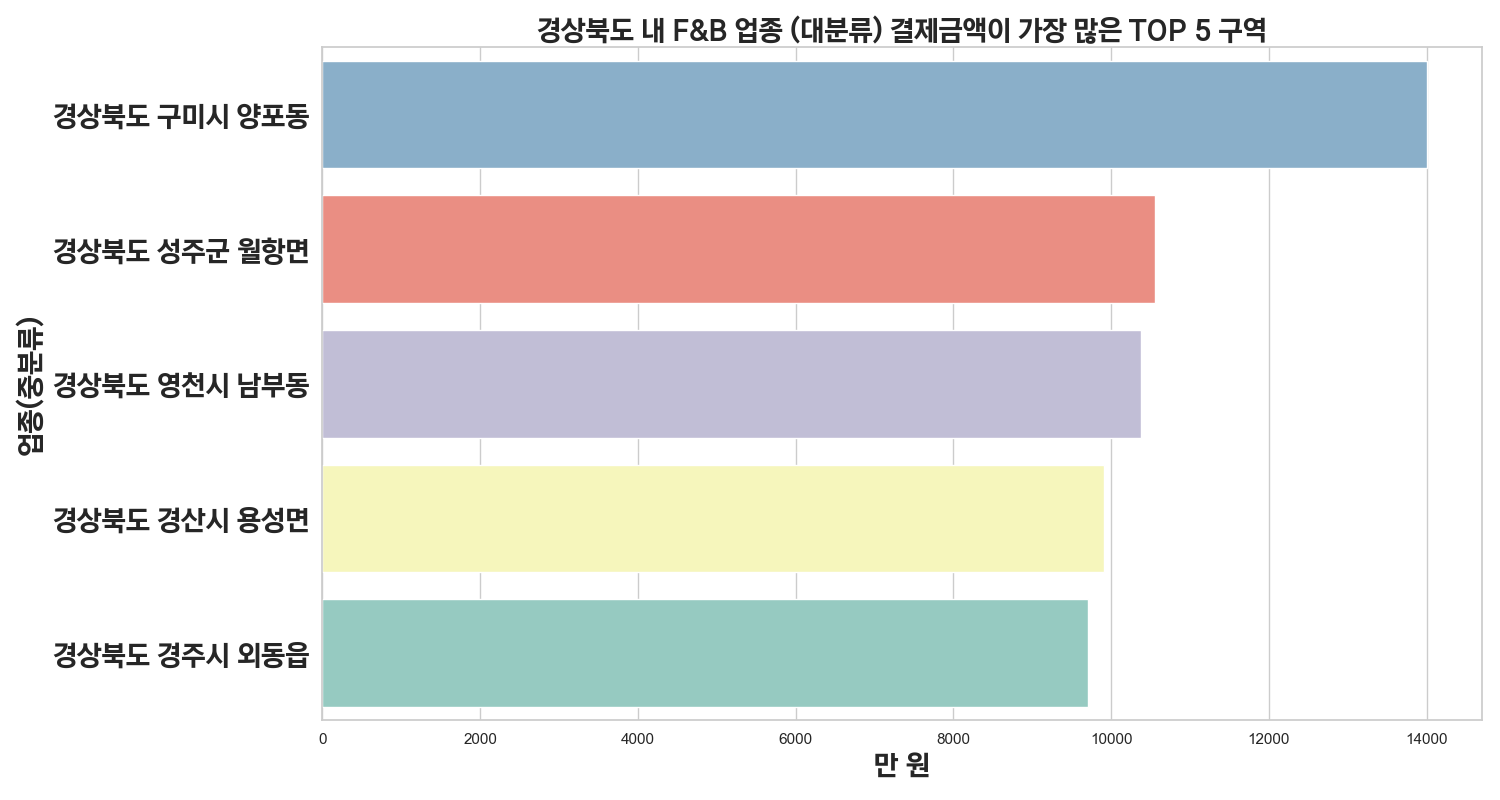 경상북도 내 F&B 업종 (대분류) 결제금액이 가장 많은 TOP 5 구역
업종(중분류)
경상북도 구미시 양포동
경상북도 성주군 월항면
경상북도 영천시 남부동
경상북도 경산시 용성면
경상북도 경주시 외동읍
0 2000 4000 6000 8000 10000 12000 14000
만 원